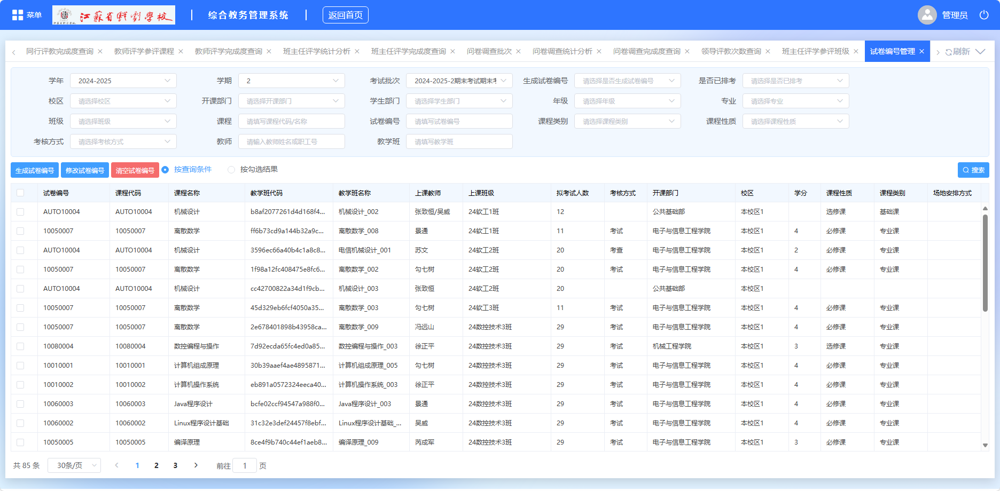 菜单 江苏省戏剧学校 综合教务管理系统 返回首页 管理员
同行评教完成度查询 教师评学参评课程 教师评学完成度查询 班主任评学统计分析 班主任评学完成度查询 问卷调查批次 问卷调查统计分析 问卷调查完成度查询 领导评教次数查询 班主任评学参评班级 试卷编号管理 刷新
学年 2024-2025 学期 2 考试批次 2024-2025-2期末考试期末考 生成试卷编号 请选择是否生成试卷编号 是否已排考 请选择是否已排考
校区 请选择校区 开课部门 请选择开课部门 学生部门 请选择学生部门 年级 请选择年级 专业 请选择专业
班级 请选择班级 课程 请填写课程代码/名称 试卷编号 请填写试卷编号 课程类别 请选择课程类别 课程性质 请选择课程性质
考核方式 请选择考核方式 教师 请输入教师姓名或职工号 教学班 请填写教学班
生成试卷编号 修改试卷编号 清空试卷编号 按查询条件 按勾选结果 搜索
试卷编号 课程代码 课程名称 教学班代码 教学班名称 上课教师 上课班级 拟考试人数 考核方式 开课部门 校区 学分 课程性质 课程类别 场地安排方式
AUTO10004 AUTO10004 机械设计 b8af2077261d4d168f4... 机械设计_002 张致恒/吴威 24软工1班 12 公共基础部 本校区1 选修课 基础课
10050007 10050007 离散数学 ff6b73cd9a144b32a9c... 离散数学_008 景通 24软工1班 11 考试 电子与信息工程学院 本校区1 4 必修课 专业课
AUTO10004 AUTO10004 机械设计 3596ec66a40b4c1a8c8... 电信机械设计_001 苏文 24软工2班 20 考查 电子与信息工程学院 本校区1 2 必修课 专业课
10050007 10050007 离散数学 1f98a12fc408475e8fc6... 离散数学_002 勾七树 24软工2班 20 考试 电子与信息工程学院 本校区1 4 必修课 专业课
AUTO10004 AUTO10004 机械设计 cc42700822a34d1f9cb... 机械设计_003 张致恒 24软工2班 20 公共基础部 本校区1
10050007 10050007 离散数学 45d329eb6fcf4050a35... 离散数学_003 勾七树 24软工3班 11 考试 电子与信息工程学院 本校区1 4 必修课 专业课
10050007 10050007 离散数学 2e678401898b43958ca... 离散数学_009 冯远山 24数控技术3班 29 考试 电子与信息工程学院 本校区1 4 必修课 专业课
10080004 10080004 数控编程与操作 7d92ecda65fc4ed0a85... 数控编程与操作_003 徐正平 24数控技术3班 29 考试 机械工程学院 本校区1 3 选修课 专业课
10010001 10010001 计算机组成原理 30b39aaef4ae4895871... 计算机组成原理_005 勾七树 24数控技术3班 29 考试 电子与信息工程学院 本校区1 4 必修课 专业课
10010002 10010002 计算机操作系统 eb891a0572324eeca40... 计算机操作系统_003 徐正平 24数控技术3班 29 考试 电子与信息工程学院 本校区1 4 必修课 专业课
10060003 10060003 Java程序设计 bcfe02ccf94547a988f0... Java程序设计_003 景通 24数控技术3班 29 考试 电子与信息工程学院 本校区1 4 必修课 专业课
10060002 10060002 Linux程序设计基础 31c32e3def24457f8ebf... Linux程序设计基础_... 吴威 24数控技术3班 29 考试 电子与信息工程学院 本校区1 4 必修课 专业课
10050005 10050005 编译原理 8ce4f9b740c44ef1aeb8... 编译原理_009 芮成军 24数控技术3班 29 考试 电子与信息工程学院 本校区1 3 必修课 专业课
共 85 条 30条/页 1 2 3 前往 1 页